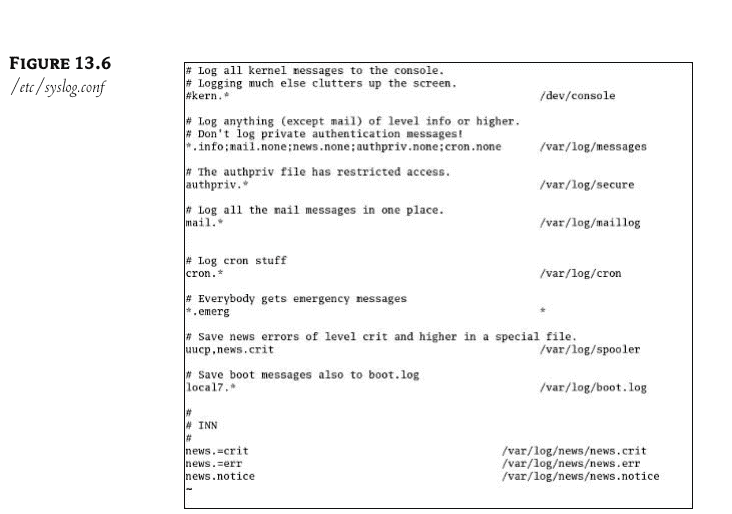 FIGURE 13.6
/etc/syslog.conf
# Log all kernel messages to the console.
# Logging much else clutters up the screen.
#kern.* /dev/console
# Log anything (except mail) of level info or higher.
# Don't log private authentication messages!
*.info;mail.none;news.none;authpriv.none;cron.none /var/log/messages
# The authpriv file has restricted access.
authpriv.* /var/log/secure
# Log all the mail messages in one place.
mail.* /var/log/maillog
# Log cron stuff
cron.* /var/log/cron
# Everybody gets emergency messages
*.emerg *
# Save news errors of level crit and higher in a special file.
uucp,news.crit /var/log/spooler
# Save boot messages also to boot.log
local7.* /var/log/boot.log
#
# INN
#
news.=crit /var/log/news/news.crit
news.=err /var/log/news/news.err
news.notice /var/log/news/news.notice
~